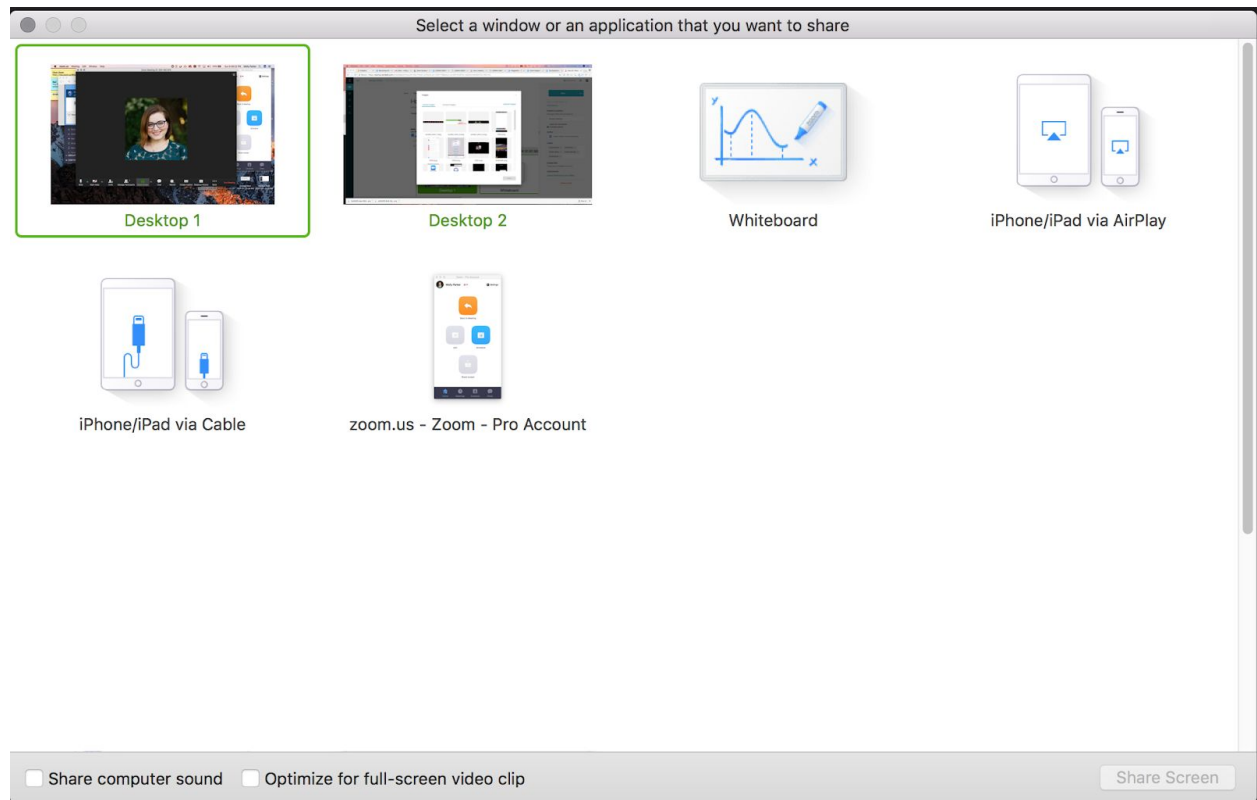 Select a window or an application that you want to share
Desktop 1
Desktop 2
Whiteboard
iPhone/iPad via AirPlay
iPhone/iPad via Cable
zoom.us - Zoom - Pro Account
Share computer sound
Optimize for full-screen video clip
Share Screen